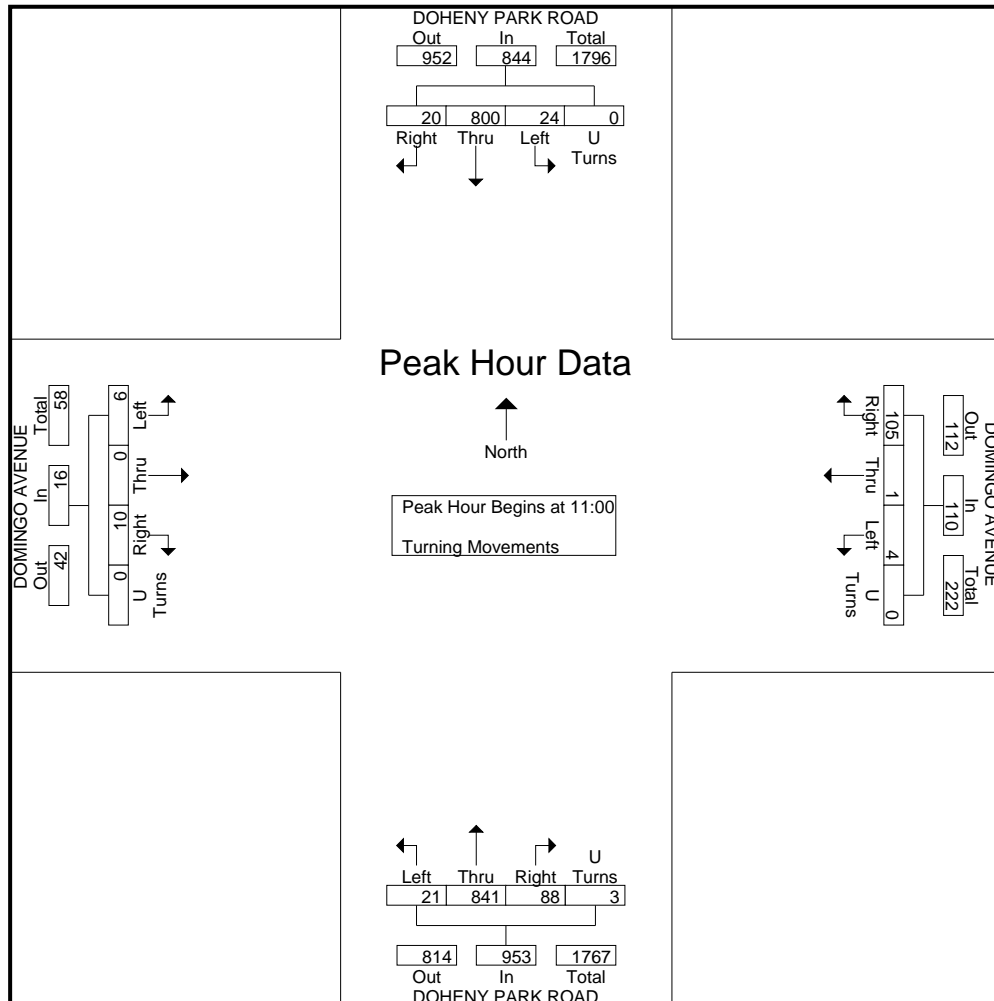 DOHENY PARK ROAD
Out In Total
952 844 1796
20 800 24 0
Right Thru Left U
Turns
Peak Hour Data
North
Peak Hour Begins at 11:00
Turning Movements
DOMINGO AVENUE
Total In Out
58 16 42
6 0 10 0
Left Thru Right U
Turns
DOMINGO AVENUE
Out In Total
112 110 222
105 1 4 0
Right Thru Left U
Turns
U
Left Thru Right Turns
21 841 88 3
814 953 1767
Out In Total
DOHENY PARK ROAD